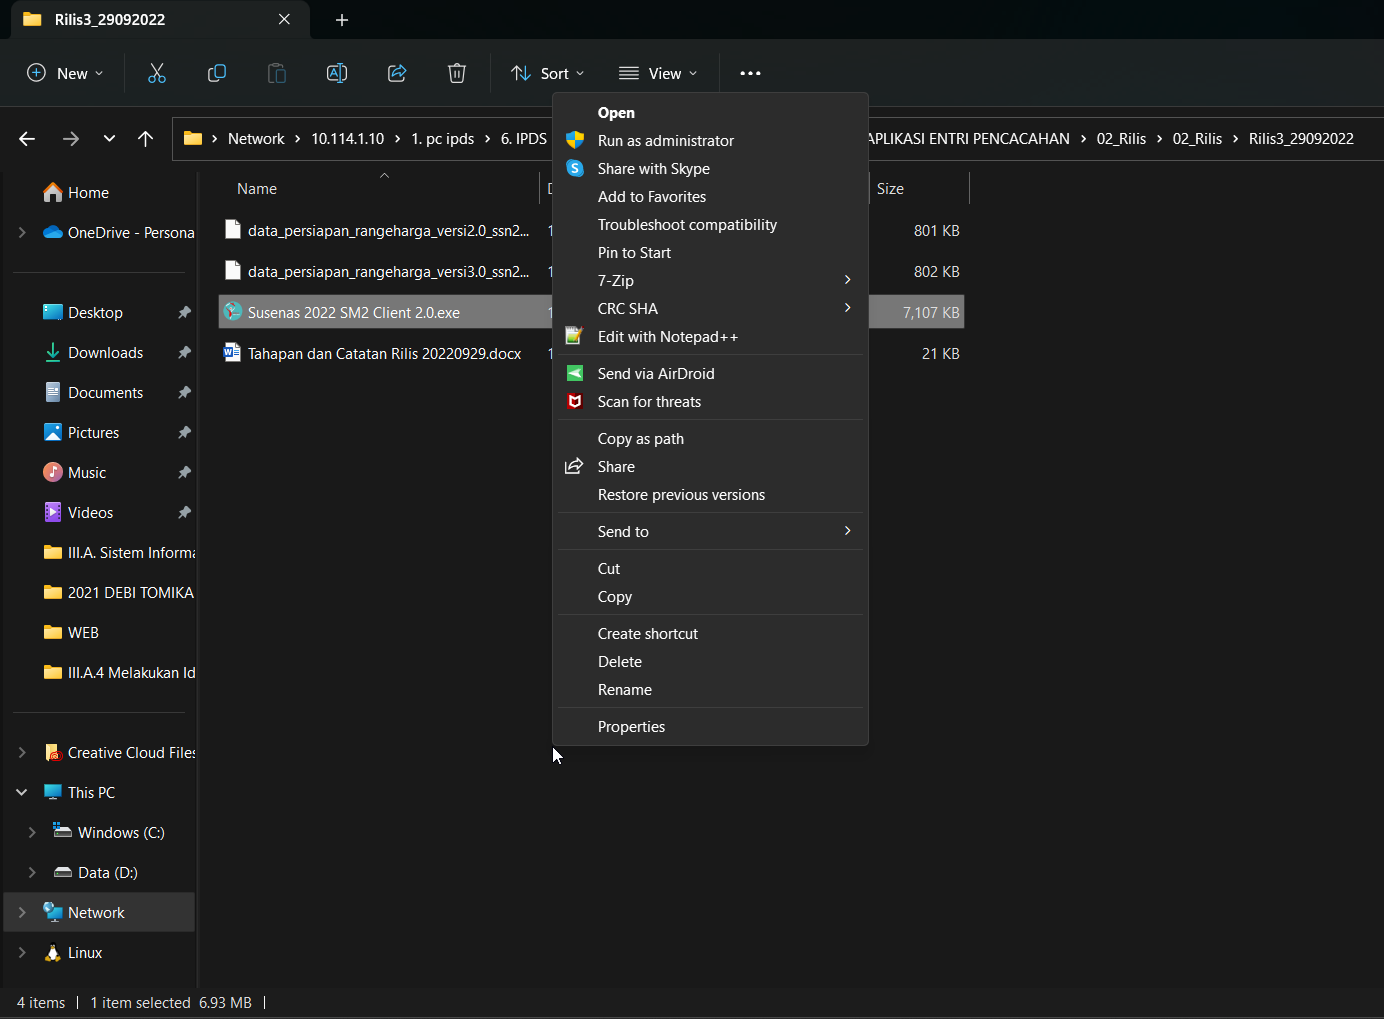 Rilis3_29092022
New
Sort
View
Network > 10.114.1.10 > 1. pc ipds > 6. IPDS
APLIKASI ENTRI PENCACAHAN > 02_Rilis > 02_Rilis > Rilis3_29092022
Name
Size
data_persiapan_rangeharga_versi2.0_ssn2...
801 KB
data_persiapan_rangeharga_versi3.0_ssn2...
802 KB
Susenas 2022 SM2 Client 2.0.exe
7,107 KB
Tahapan dan Catatan Rilis 20220929.docx
21 KB
Home
OneDrive - Persona
Desktop
Downloads
Documents
Pictures
Music
Videos
III.A. Sistem Informa
2021 DEBI TOMIKA
WEB
III.A.4 Melakukan Id
Creative Cloud Files
This PC
Windows (C:)
Data (D:)
Network
Linux
Open
Run as administrator
Share with Skype
Add to Favorites
Troubleshoot compatibility
Pin to Start
7-Zip
CRC SHA
Edit with Notepad++
Send via AirDroid
Scan for threats
Copy as path
Share
Restore previous versions
Send to
Cut
Copy
Create shortcut
Delete
Rename
Properties
4 items
1 item selected 6.93 MB